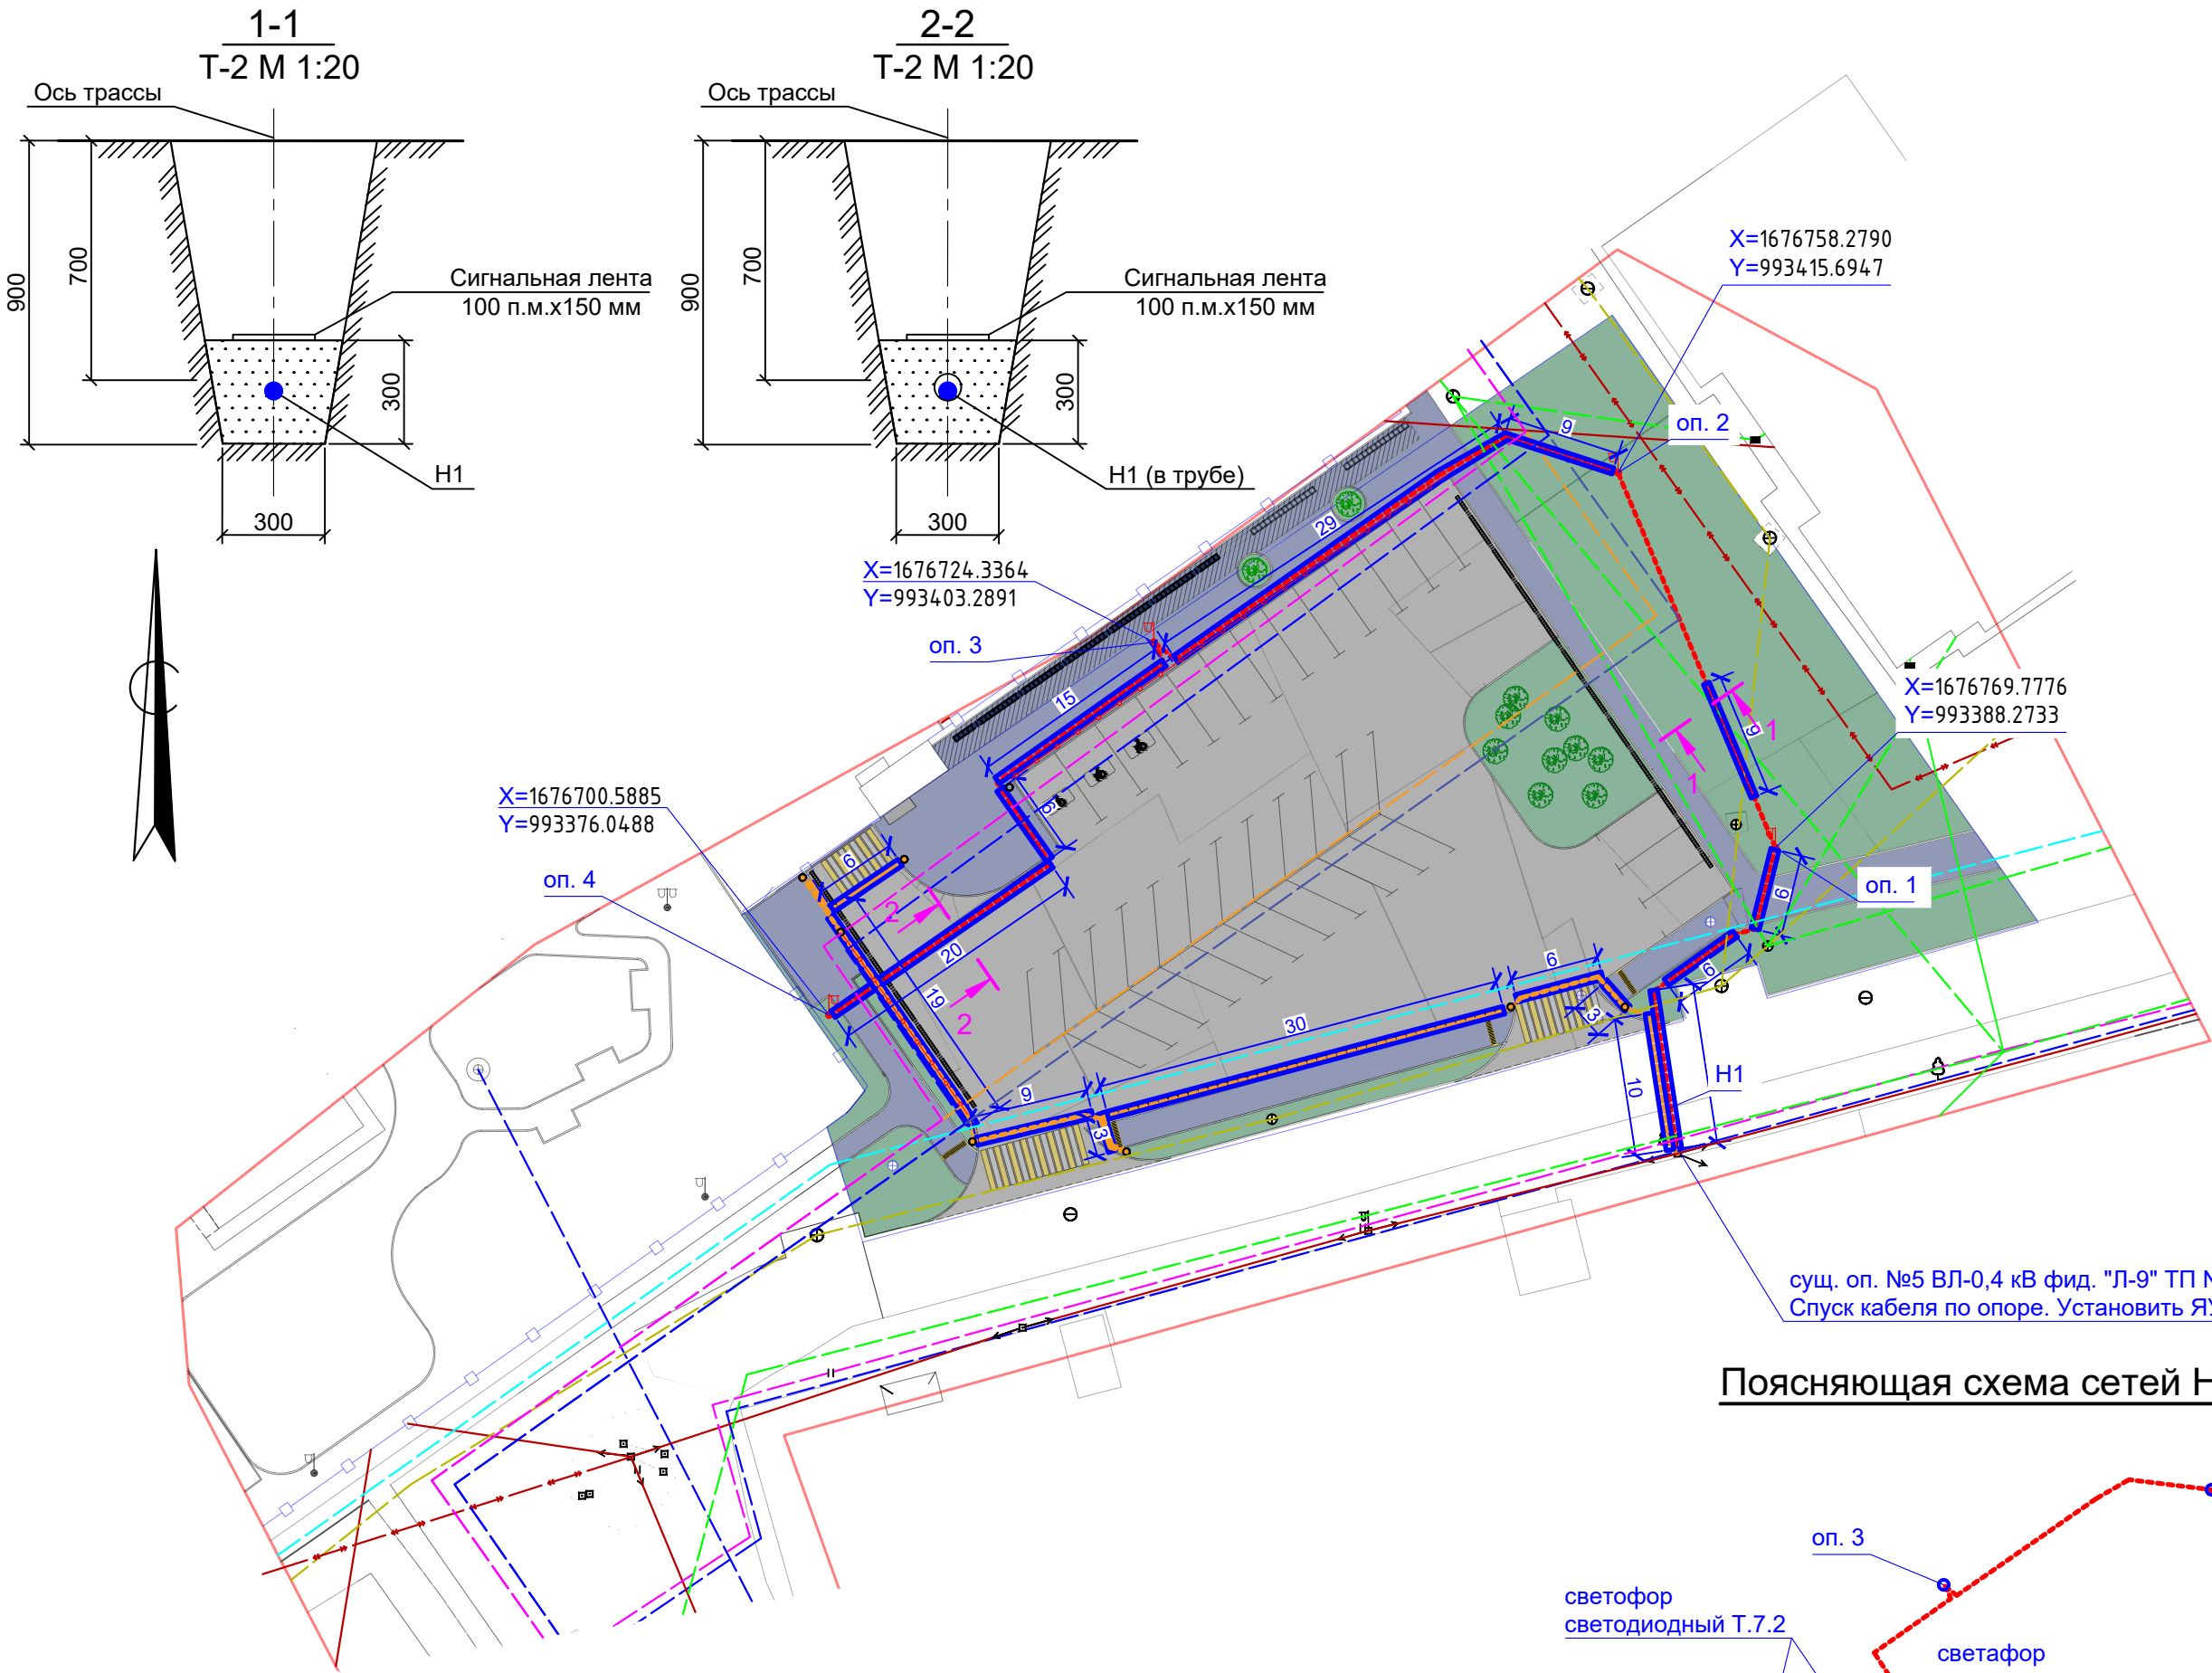 1-1
Т-2 М 1:20
Ось трассы
900
700
Сигнальная лента
100 п.м.х150 мм
300
Н1
300
2-2
Т-2 М 1:20
Ось трассы
900
700
Сигнальная лента
100 п.м.х150 мм
300
Н1 (в трубе)
300
X=1676758.2790
Y=993415.6947
оп. 2
9
29
X=1676724.3364
Y=993403.2891
оп. 3
15
X=1676769.7776
Y=993388.2733
1
9
1
X=1676700.5885
Y=993376.0488
6
оп. 4
6
оп. 1
6
2
20
19
2
6
6
3
30
9
3
10
Н1
сущ. оп. №5 ВЛ-0,4 кВ фид. "Л-9" ТП
Спуск кабеля по опоре. Установить ЯУ
Поясняющая схема сетей Н
оп. 3
светофор
светодиодный Т.7.2
светафор